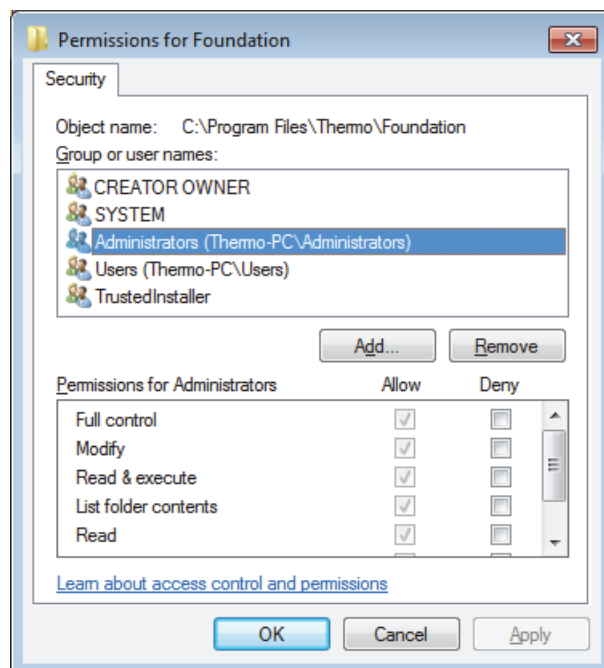 Permissions for Foundation
Security
Object name: C:\Program Files\Thermo\Foundation
Group or user names:
CREATOR OWNER
SYSTEM
Administrators (Thermo-PC\Administrators)
Users (Thermo-PC\Users)
TrustedInstaller
Add... Remove
Permissions for Administrators Allow Deny
Full control
Modify
Read & execute
List folder contents
Read
Learn about access control and permissions
OK Cancel Apply